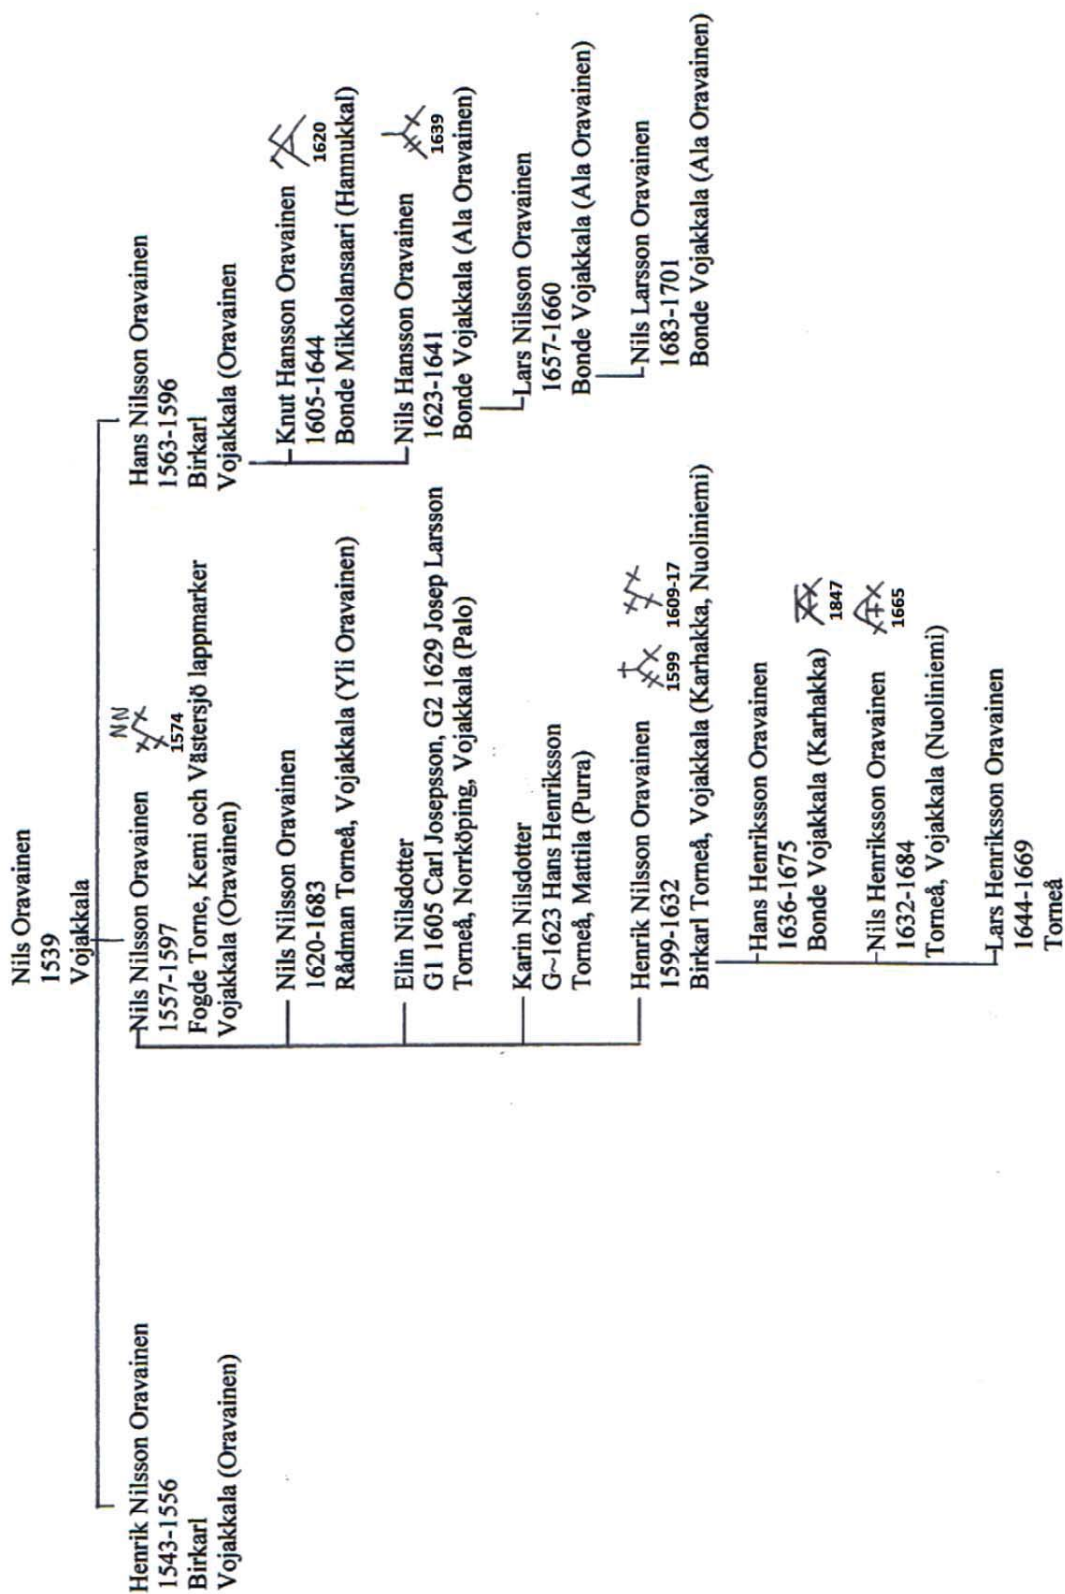 Nils Oravainen
1539
Vojakkala
Henrik Nilsson Oravainen
1543-1556
Birkarl
Vojakkala (Oravainen)
Nils Nilsson Oravainen
1557-1597
Fogde Torne, Kemi och Västersjö lappmarker
Vojakkala (Oravainen)
NN
1574
Nils Nilsson Oravainen
1620-1683
Rådman Torneå, Vojakkala (Yli Oravainen)
Elin Nilsdotter
G1 1605 Carl Josepsson, G2 1629 Josep Larsson
Torneå, Norrköping, Vojakkala (Palo)
Karin Nilsdotter
G~1623 Hans Henriksson
Torneå, Mattila (Purra)
Henrik Nilsson Oravainen
1599-1632
Birkarl Torneå, Vojakkala (Karhakka, Nuoliniemi)
1599
1609-17
Hans Henriksson Oravainen
1636-1675
Bonde Vojakkala (Karhakka)
1847
Nils Henriksson Oravainen
1632-1684
Torneå, Vojakkala (Nuoliniemi)
1665
Lars Henriksson Oravainen
1644-1669
Torneå
Hans Nilsson Oravainen
1563-1596
Birkarl
Vojakkala (Oravainen
Knut Hansson Oravainen
1605-1644
Bonde Mikkolansaari (Hannukkal)
1620
Nils Hansson Oravainen
1623-1641
Bonde Vojakkala (Ala Oravainen)
1639
Lars Nilsson Oravainen
1657-1660
Bonde Vojakkala (Ala Oravainen)
Nils Larsson Oravainen
1683-1701
Bonde Vojakkala (Ala Oravainen)